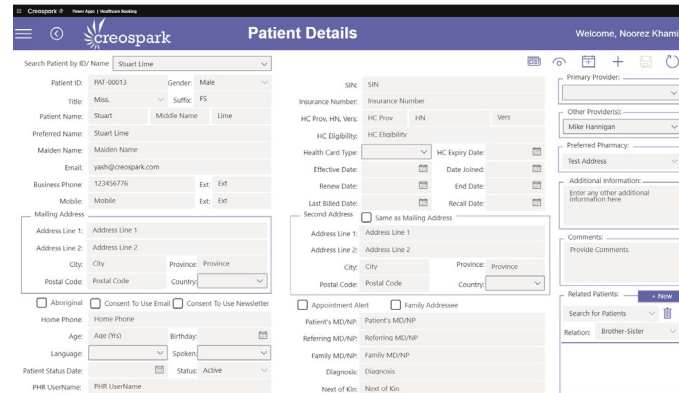 Creospark Power Apps | Healthcare Booking
creospark Patient Details Welcome, Noorez Khami
Search Patient by ID/ Name Stuart Lime
Patient ID: PAT-00013 Gender: Male
Title: Miss. Suffix: FS
Patient Name: Stuart Middle Name Lime
Preferred Name: Stuart Lime
Maiden Name: Maiden Name
Email: yash@creospark.com
Business Phone: 123456776 Ext: Ext
Mobile: Mobile Ext: Ext
Mailing Address
Address Line 1: Address Line 1
Address Line 2: Address Line 2
City: City Province: Province
Postal Code: Postal Code Country:
Aboriginal Consent To Use Email Consent To Use Newsletter
Home Phone: Home Phone
Age: Age (Yrs) Birthday:
Language: Spoken:
Patient Status Date: Status: Active
PHR UserName: PHR UserName
SIN: SIN
Insurance Number: Insurance Number
HC Prov, HN, Vers: HC Prov HN Vers
HC Eligibility: HC Eligibility
Health Card Type: HC Expiry Date:
Effective Date: Date Joined:
Renew Date: End Date:
Last Billed Date: Recall Date:
Second Address Same as Mailing Address
Address Line 1: Address Line 1
Address Line 2: Address Line 2
City: City Province: Province
Postal Code: Postal Code Country:
Appointment Alert Family Addressee
Patient's MD/NP: Patient's MD/NP
Referring MD/NP: Referring MD/NP
Family MD/NP: Family MD/NP
Diagnosis: Diagnosis
Next of Kin: Next of Kin
Primary Provider:
Other Provider(s):
Mike Hannigan
Preferred Pharmacy:
Test Address
Additional Information:
Enter any other additional
information here
Comments:
Provide Comments
Related Patients: + New
Search for Patients
Relation: Brother-Sister